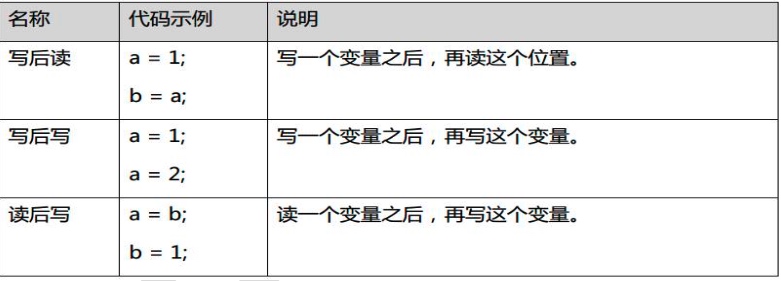 名称 代码示例 说明
写后读 a = 1; 写一个变量之后，再读这个位置。
b = a;
写后写 a = 1; 写一个变量之后，再写这个变量。
a = 2;
读后写 a = b; 读一个变量之后，再写这个变量。
b = 1;